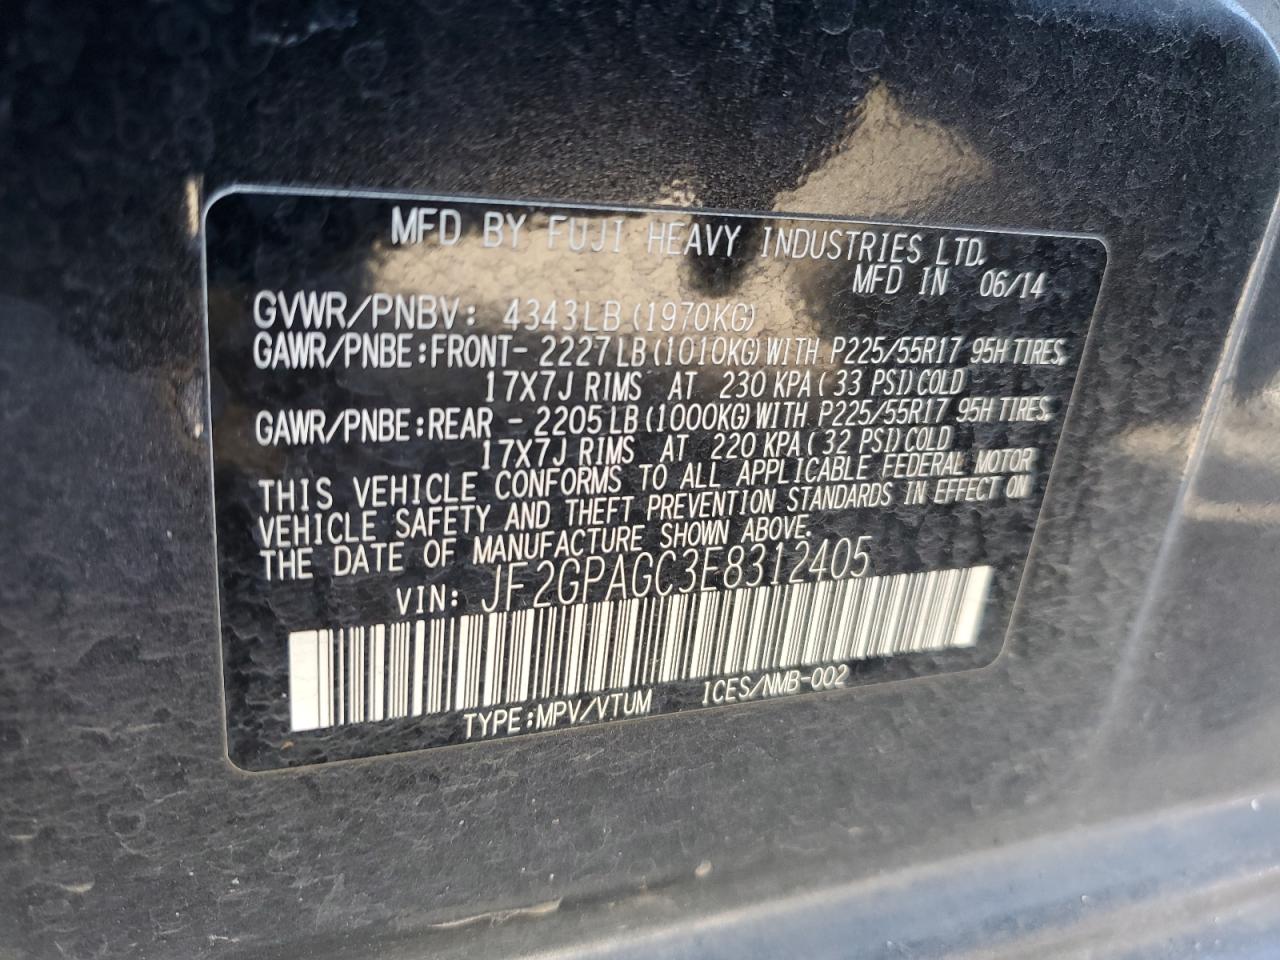 MFD BY FUJI HEAVY INDUSTRIES LTD.
MFD IN 06/14
GVWR/PNBV: 4343LB(1970KG)
GAWR/PNBE:FRONT- 2227LB(1010KG)WITH P225/55R17 95H TIRES,
17X7J RIMS AT 230 KPA(33 PSI)COLD
GAWR/PNBE:REAR - 2205LB(1000KG)WITH P225/55R17 95H TIRES,
17X7J RIMS AT 220 KPA(32 PSI)COLD
THIS VEHICLE CONFORMS TO ALL APPLICABLE FEDERAL MOTOR
VEHICLE SAFETY AND THEFT PREVENTION STANDARDS IN EFFECT ON
THE DATE OF MANUFACTURE SHOWN ABOVE.
VIN: JF2GPAGC3E8312405
TYPE:MPV/VTUM ICES/NMB-002